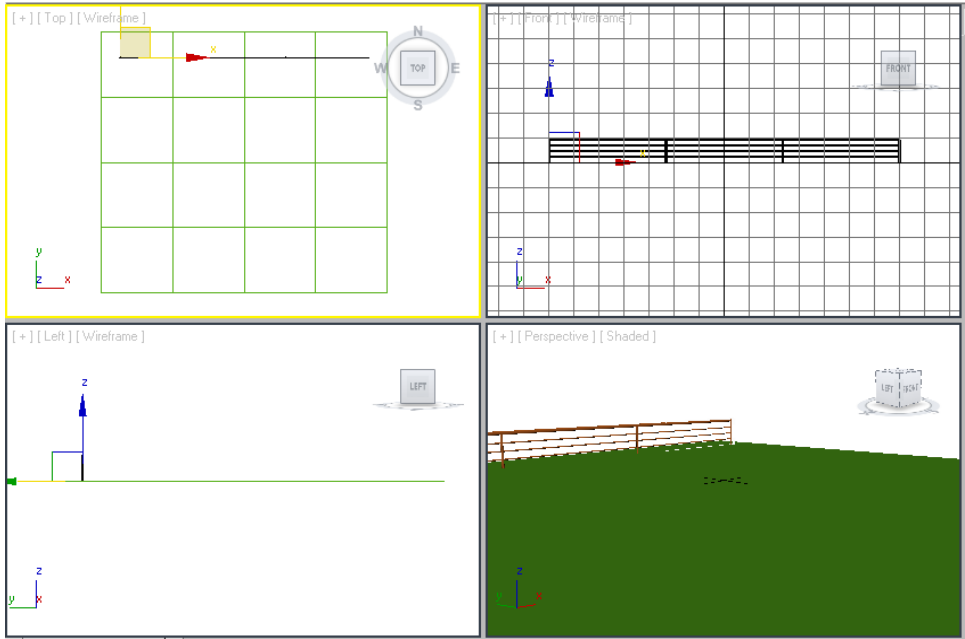 [ + ] [ Top ] [ Wireframe ]
N
W TOP E
S
x
y
z x
[ + ] [ Front ] [ Wireframe ]
FRONT
z
x
z
y x
[ + ] [ Left ] [ Wireframe ]
LEFT
z
z
y x
[ + ] [ Perspective ] [ Shaded ]
LEFT FRONT
z
y x